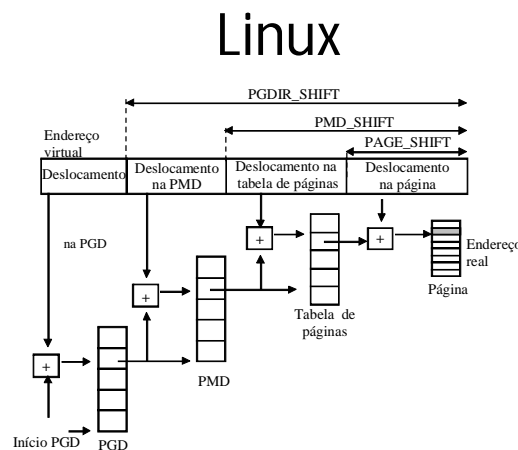 Linux
PGDIR_SHIFT
PMD_SHIFT
PAGE_SHIFT
Endereço
virtual
Deslocamento
Deslocamento
na PMD
Deslocamento na
tabela de páginas
Deslocamento
na página
na PGD
+
+
+
+
Endereço
real
Página
Tabela de
páginas
PMD
Início PGD
PGD